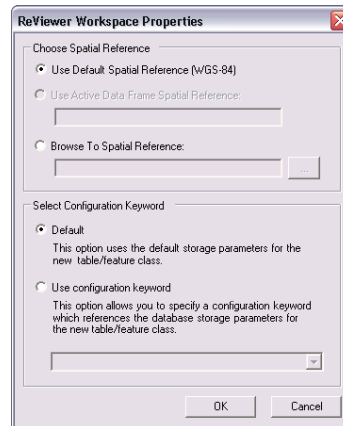 ReViewer Workspace Properties
Choose Spatial Reference
Use Default Spatial Reference (WGS-84)
Use Active Data Frame Spatial Reference:
Browse To Spatial Reference:
...
Select Configuration Keyword
Default
This option uses the default storage parameters for the
new table/feature class.
Use configuration keyword
This option allows you to specify a configuration keyword
which references the database storage parameters for
the new table/feature class.
OK
Cancel